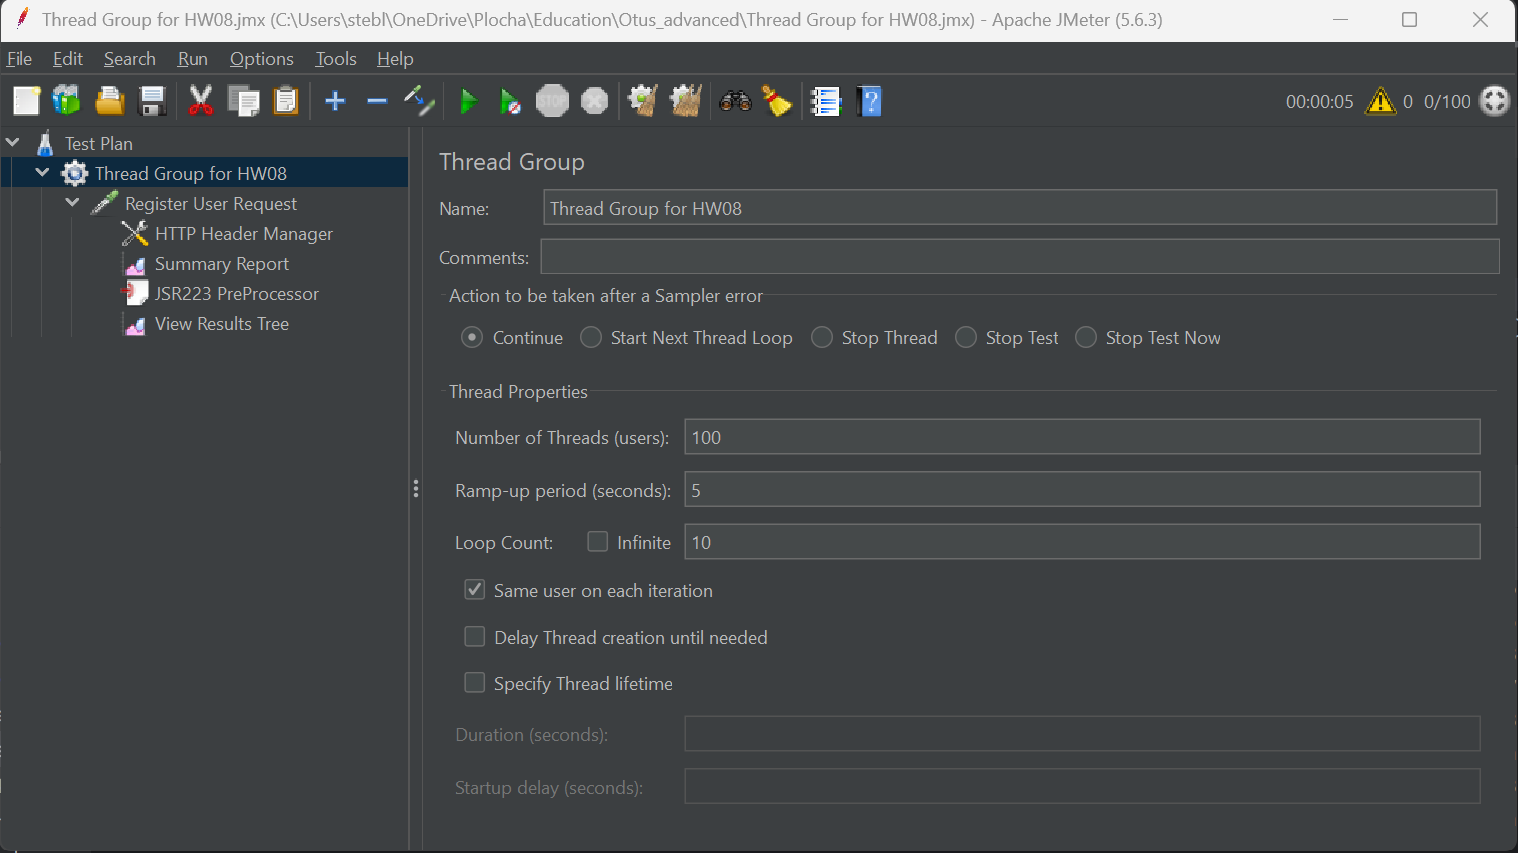 Thread Group for HW08.jmx (C:\Users\stebl\OneDrive\Plocha\Education\Otus_advanced\Thread Group for HW08.jmx) - Apache JMeter (5.6.3)
File Edit Search Run Options Tools Help
STOP 00:00:05 0 0/100
Test Plan
Thread Group for HW08
Register User Request
HTTP Header Manager
Summary Report
JSR223 PreProcessor
View Results Tree
Thread Group
Name: Thread Group for HW08
Comments:
Action to be taken after a Sampler error
Continue Start Next Thread Loop Stop Thread Stop Test Stop Test Now
Thread Properties
Number of Threads (users): 100
Ramp-up period (seconds): 5
Loop Count: Infinite 10
Same user on each iteration
Delay Thread creation until needed
Specify Thread lifetime
Duration (seconds):
Startup delay (seconds):